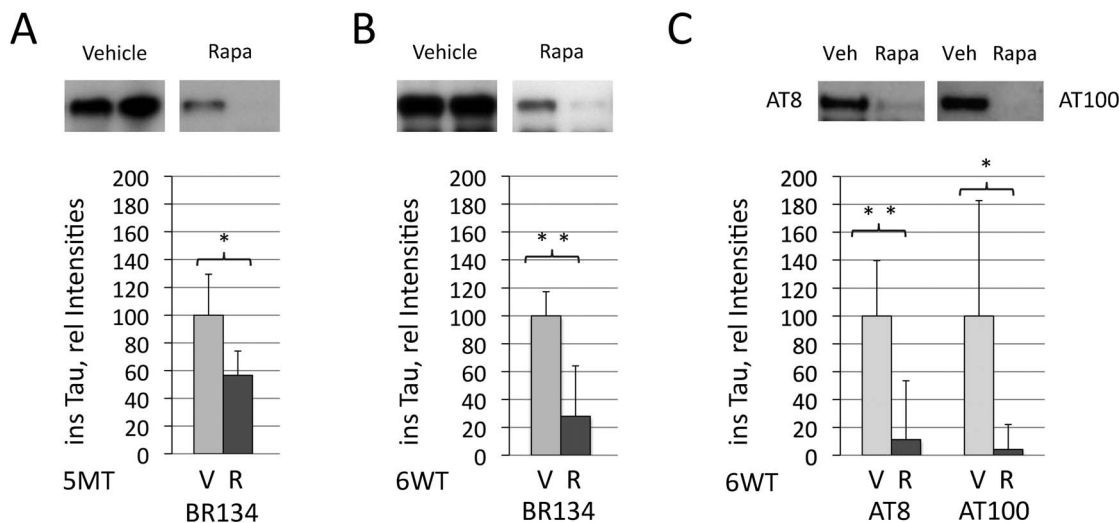 A
Vehicle Rapa
ins Tau, rel Intensities
200
180
160
140
120
100
80
60
40
20
0
*
5MT
V R
BR134
B
Vehicle Rapa
ins Tau, rel Intensities
200
180
160
140
120
100
80
60
40
20
0
* *
6WT
V R
BR134
C
Veh Rapa Veh Rapa
AT8 AT100
ins Tau, rel Intensities
200
180
160
140
120
100
80
60
40
20
0
* *
*
6WT
V R V R
AT8 AT100